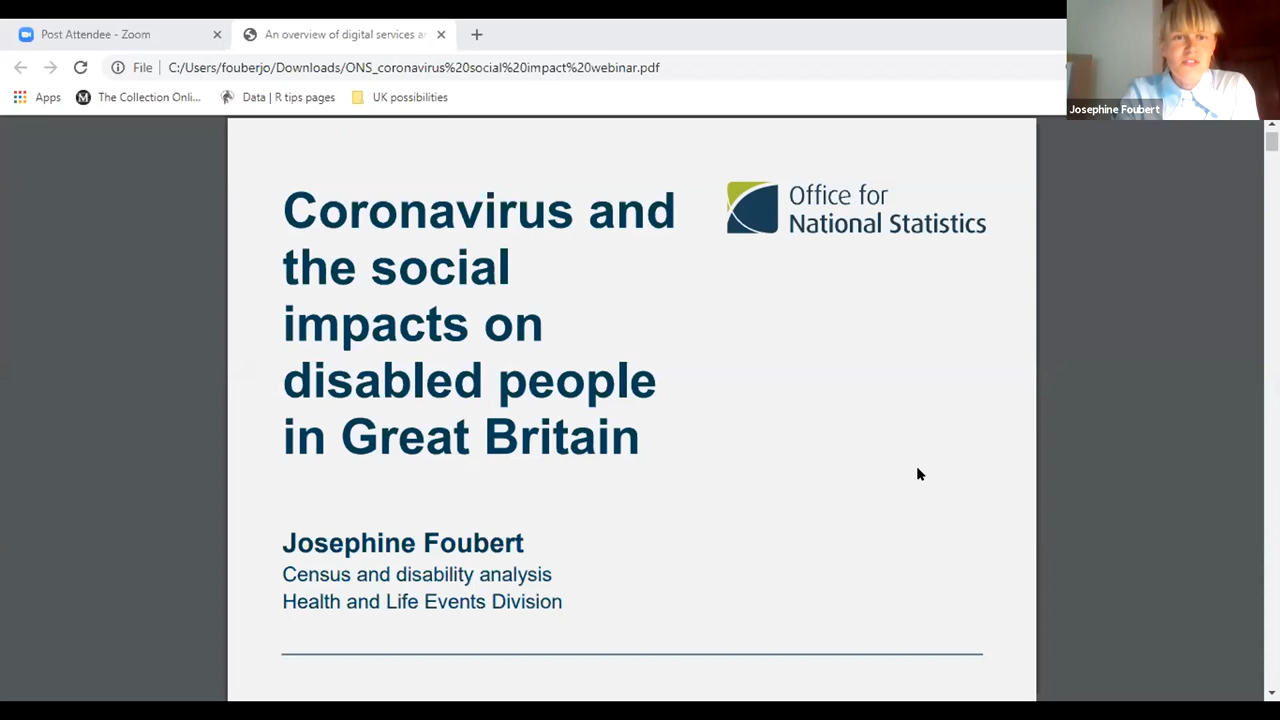 Post Attendee - Zoom
An overview of digital services a
File
C:/Users/fouberjo/Downloads/ONS_coronavirus%20social%20impact%20webinar.pdf
Apps
The Collection Onli...
Data | R tips pages
UK possibilities
Josephine Foubert
Coronavirus and
the social
impacts on
disabled people
in Great Britain
Office for
National Statistics
Josephine Foubert
Census and disability analysis
Health and Life Events Division